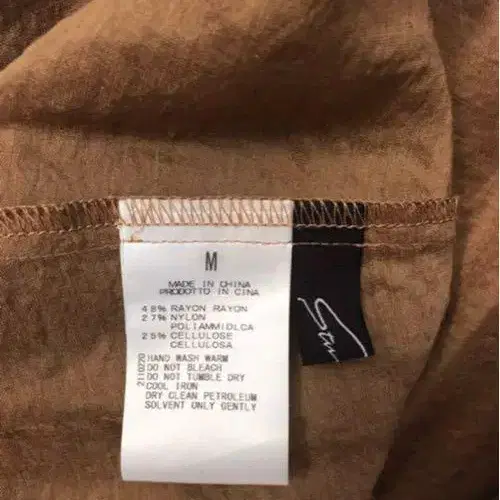 M
MADE IN CHINA
PRODOTTO IN CINA
48% RAYON RAYON
27% NYLON
POLIAMMIDLCA
25% CELLULOSE
CELLULOSA
HAND WASH WARM
DO NOT BLEACH
DO NOT TUMBLE DRY
COOL IRON
DRY CLEAN PETROLEUM
SOLVENT ONLY GENTLY